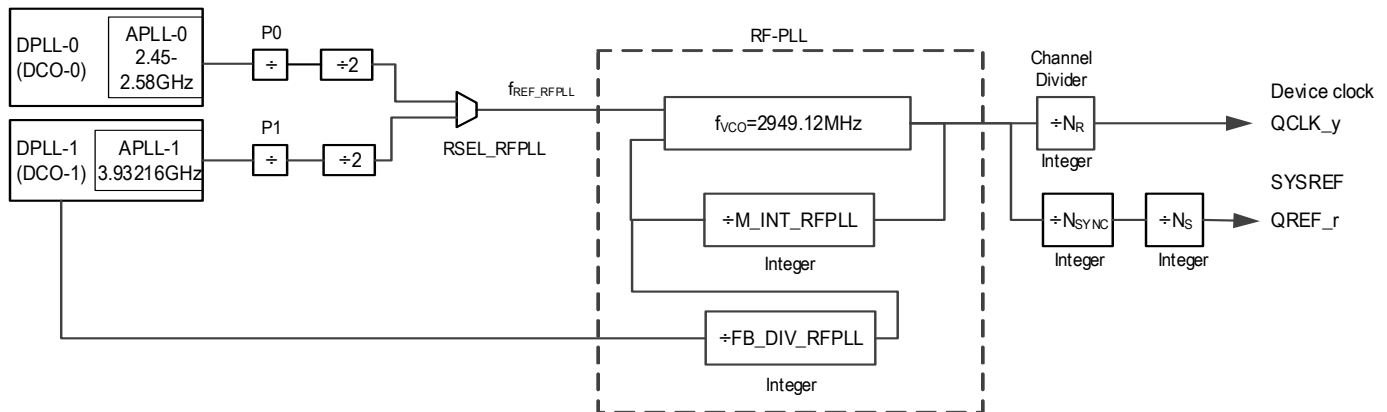 DPLL-0
(DCO-0)
APLL-0
2.45-
2.58GHz
P0
÷
÷2
DPLL-1
(DCO-1)
APLL-1
3.93216GHz
P1
÷
÷2
RSEL_RFPLL
fREF_RFPLL
RF-PLL
fVCO=2949.12MHz
÷M_INT_RFPLL
Integer
÷FB_DIV_RFPLL
Integer
Channel
Divider
÷NR
Integer
Device clock
QCLK_y
÷NSYNC
Integer
÷NS
Integer
SYSREF
QREF_r